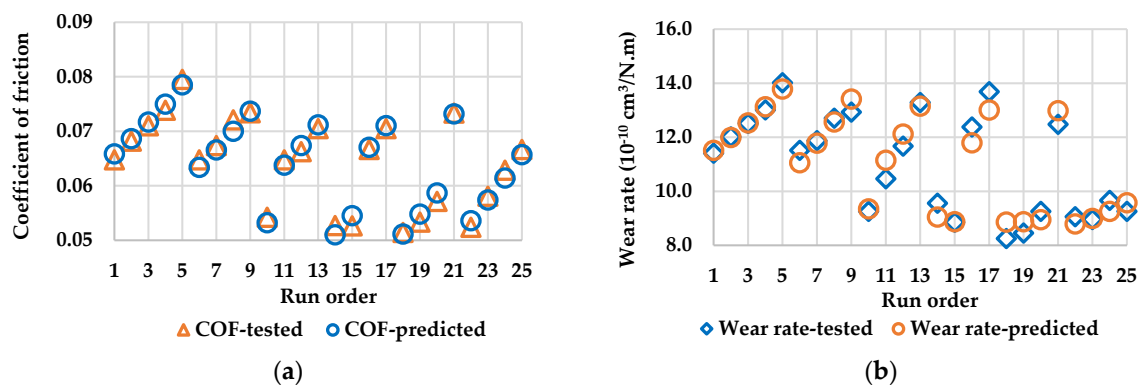 0.09
0.08
0.07
0.06
0.05
Coefficient of friction
1 3 5 7 9 11 13 15 17 19 21 23 25
Run order
COF-tested COF-predicted
(a)
16.0
14.0
12.0
10.0
8.0
Wear rate (10⁻¹⁰ cm³/N.m)
1 3 5 7 9 11 13 15 17 19 21 23 25
Run order
Wear rate-tested Wear rate-predicted
(b)